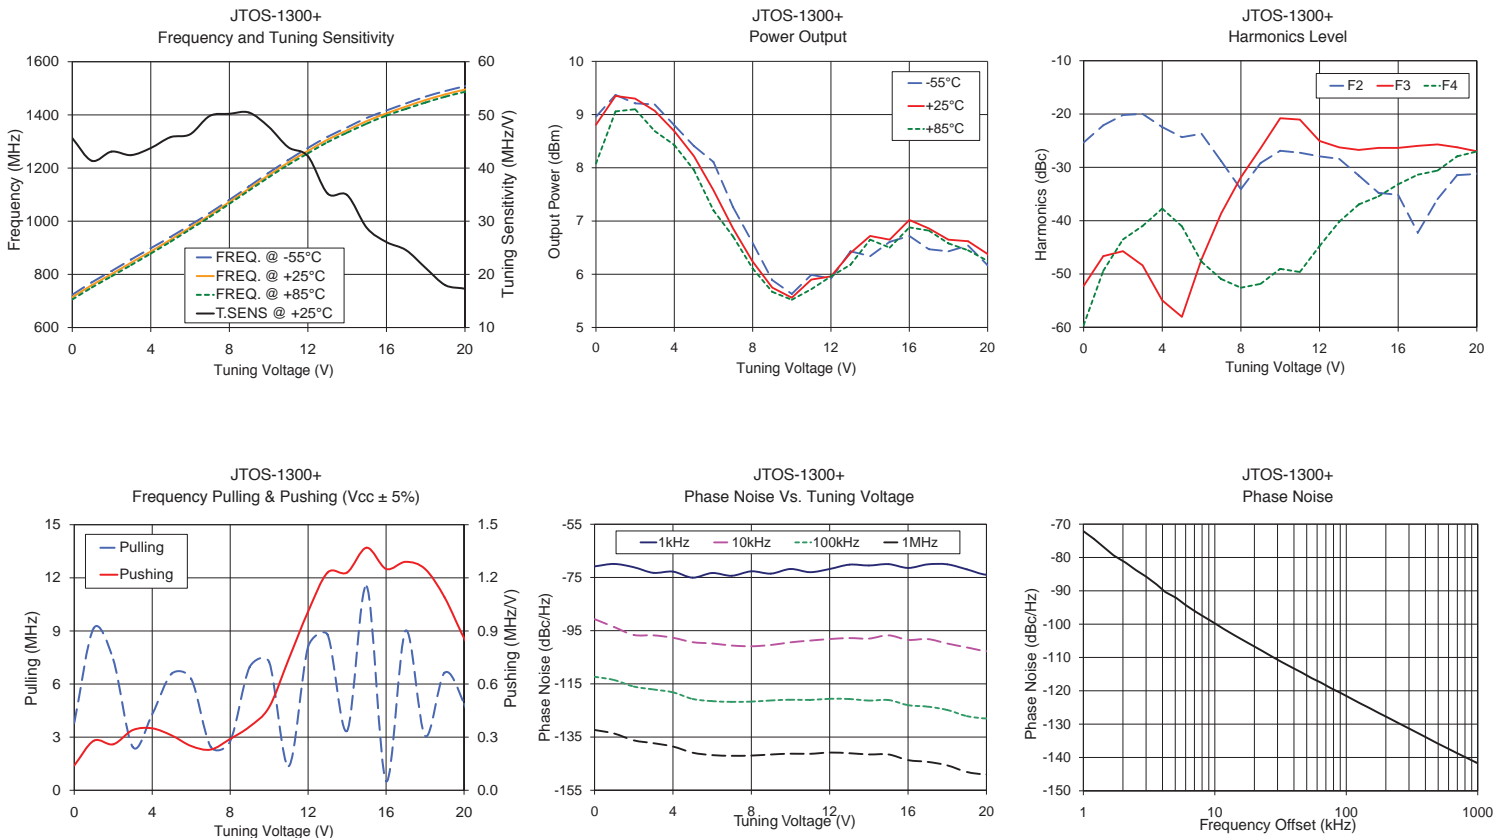 JTOS-1300+
Frequency and Tuning Sensitivity
1600
1400
1200
1000
800
600
60
50
40
30
20
10
Frequency (MHz)
Tuning Sensitivity (MHz/V)
FREQ. @ -55°C
FREQ. @ +25°C
FREQ. @ +85°C
T.SENS @ +25°C
0 4 8 12 16 20
Tuning Voltage (V)
JTOS-1300+
Power Output
10
9
8
7
6
5
Output Power (dBm)
-55°C
+25°C
+85°C
0 4 8 12 16 20
Tuning Voltage (V)
JTOS-1300+
Harmonics Level
-10
-20
-30
-40
-50
-60
Harmonics (dBc)
F2 F3 F4
0 4 8 12 16 20
Tuning Voltage (V)
JTOS-1300+
Frequency Pulling & Pushing (Vcc ± 5%)
15
12
9
6
3
0
1.5
1.2
0.9
0.6
0.3
0.0
Pulling (MHz)
Pushing (MHz/V)
Pulling
Pushing
0 4 8 12 16 20
Tuning Voltage (V)
JTOS-1300+
Phase Noise Vs. Tuning Voltage
-55
-75
-95
-115
-135
-155
Phase Noise (dBc/Hz)
1kHz 10kHz 100kHz 1MHz
0 4 8 12 16 20
Tuning Voltage (V)
JTOS-1300+
Phase Noise
-70
-80
-90
-100
-110
-120
-130
-140
-150
Phase Noise (dBc/Hz)
1 10 100 1000
Frequency Offset (kHz)